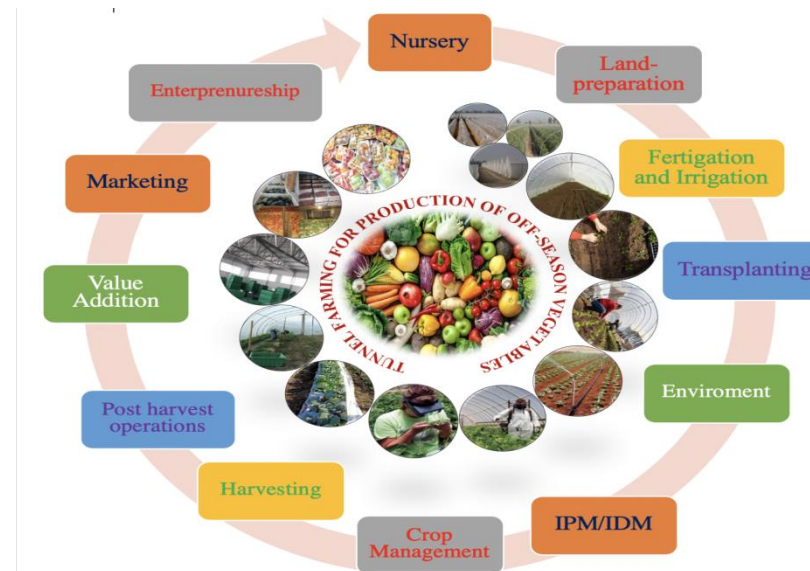 Nursery
Land-
preparation
Fertigation
and Irrigation
Transplanting
Enviroment
IPM/IDM
Crop
Management
Harvesting
Post harvest
operations
Value
Addition
Marketing
Enterprenureship
TUNNEL FARMING FOR PRODUCTION OF OFF-SEASON VEGETABLES